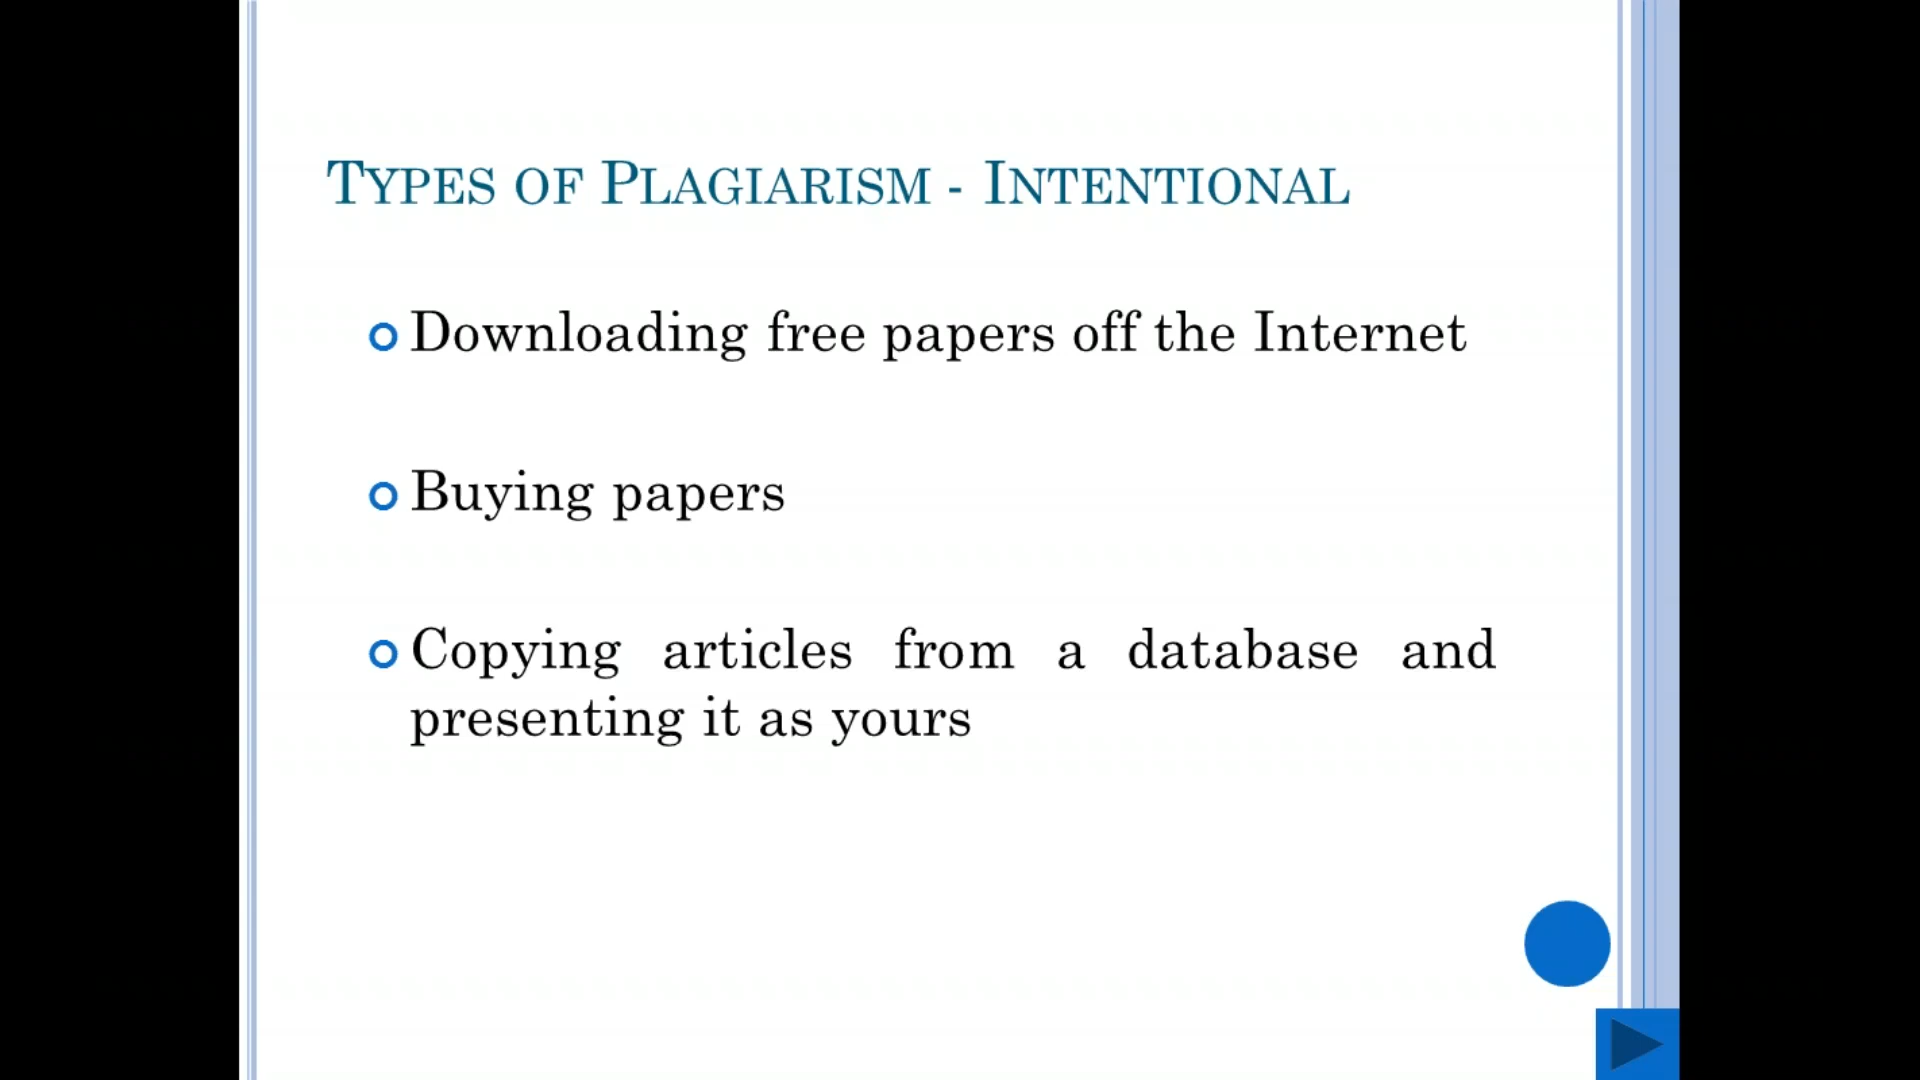 Types of Plagiarism - Intentional
Downloading free papers off the Internet
Buying papers
Copying articles from a database and
presenting it as yours